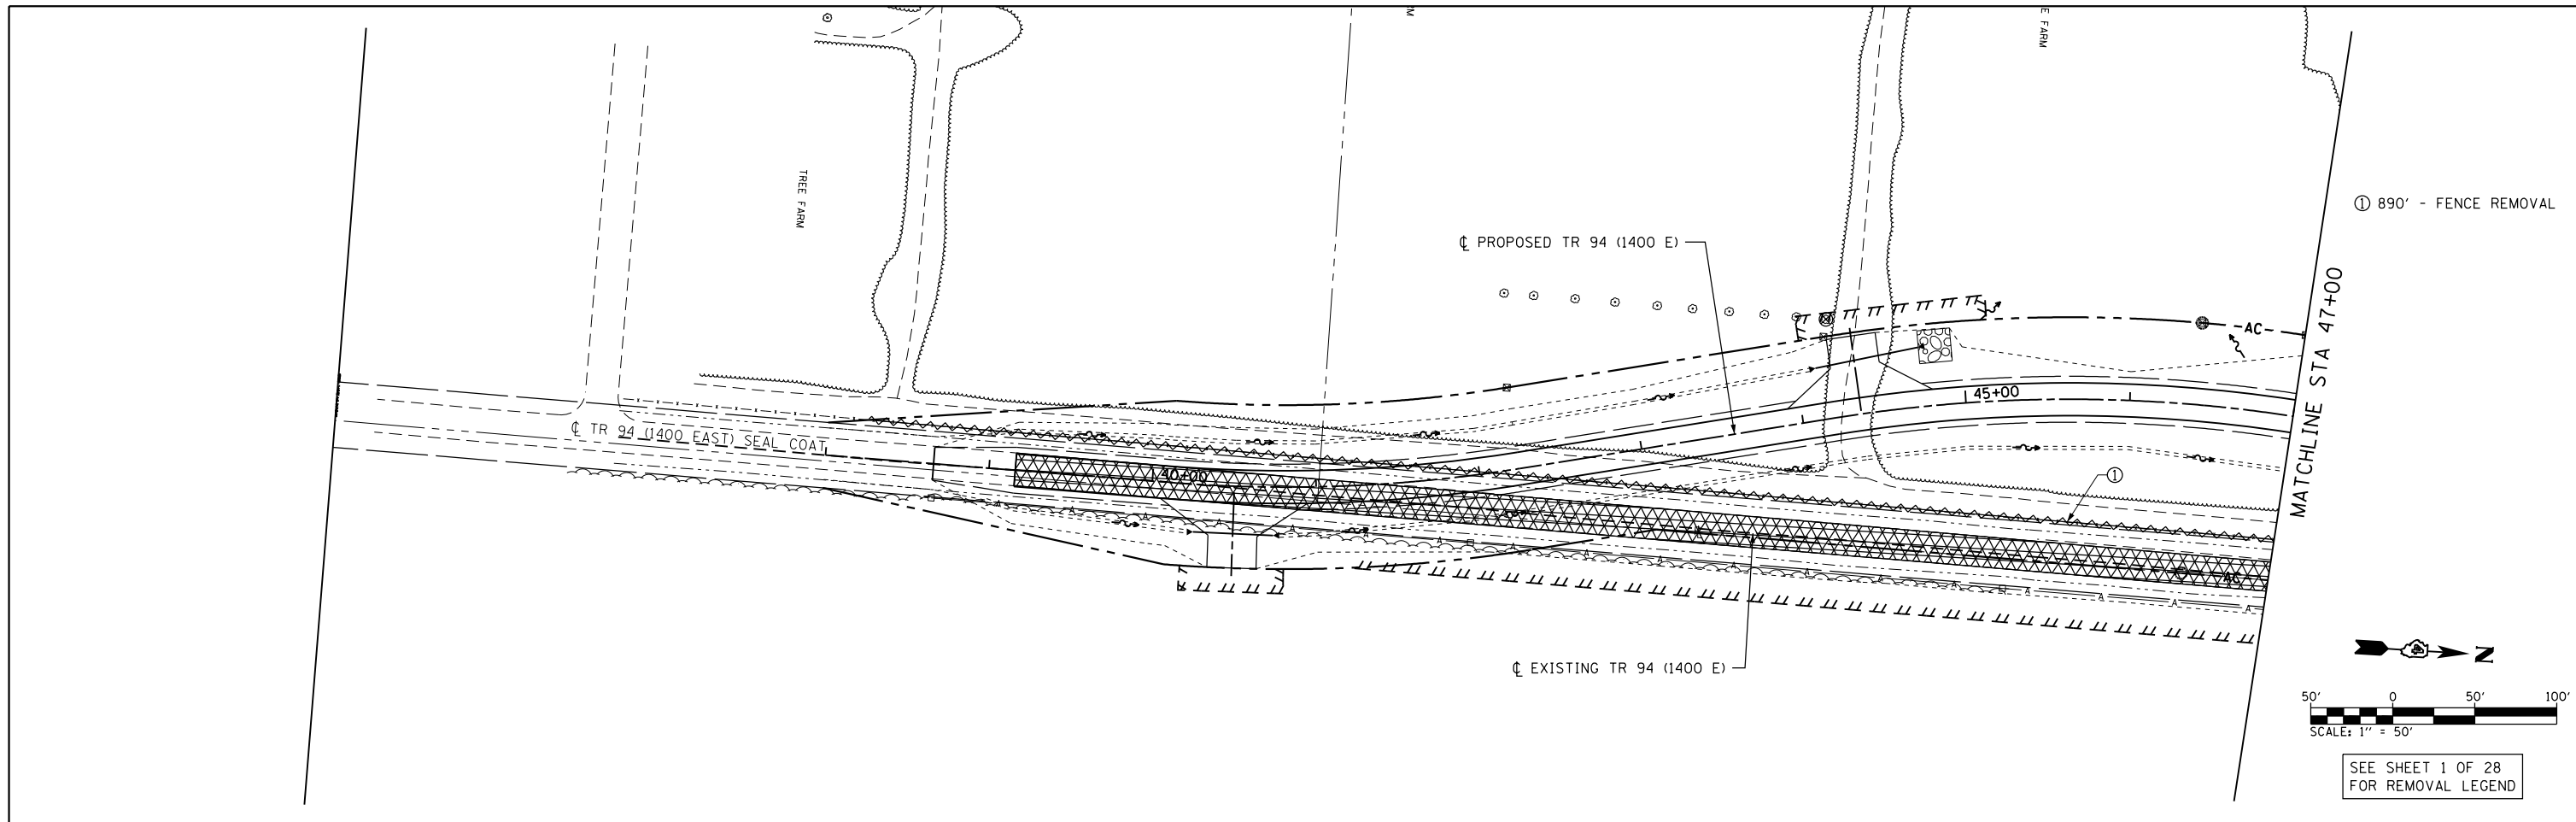 M
E FARM
TREE FARM
① 890' - FENCE REMOVAL
℄ PROPOSED TR 94 (1400 E)
MATCHLINE STA 47+00
AC
45+00
℄ TR 94 (1400 EAST) SEAL COAT
40+00
①
A A A A A A A A A A A A A A A A
AC
℄ EXISTING TR 94 (1400 E)
N
50' 0 50' 100'
SCALE: 1" = 50'
SEE SHEET 1 OF 28
FOR REMOVAL LEGEND